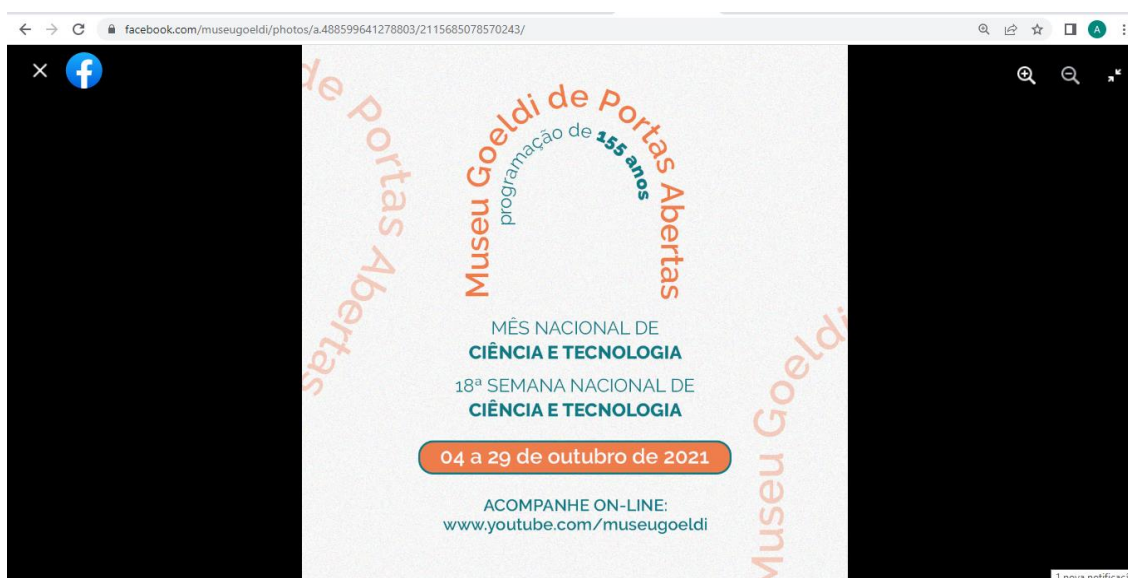 facebook.com/museugoeldi/photos/a.488599641278803/2115685078570243/
A
de Portas Abertas
Museu Goeldi de Portas Abertas
programação de 155 anos
MÊS NACIONAL DE
CIÊNCIA E TECNOLOGIA
18ª SEMANA NACIONAL DE
CIÊNCIA E TECNOLOGIA
04 a 29 de outubro de 2021
ACOMPANHE ON-LINE:
www.youtube.com/museugoeldi
Museu Goeldi
1 nova